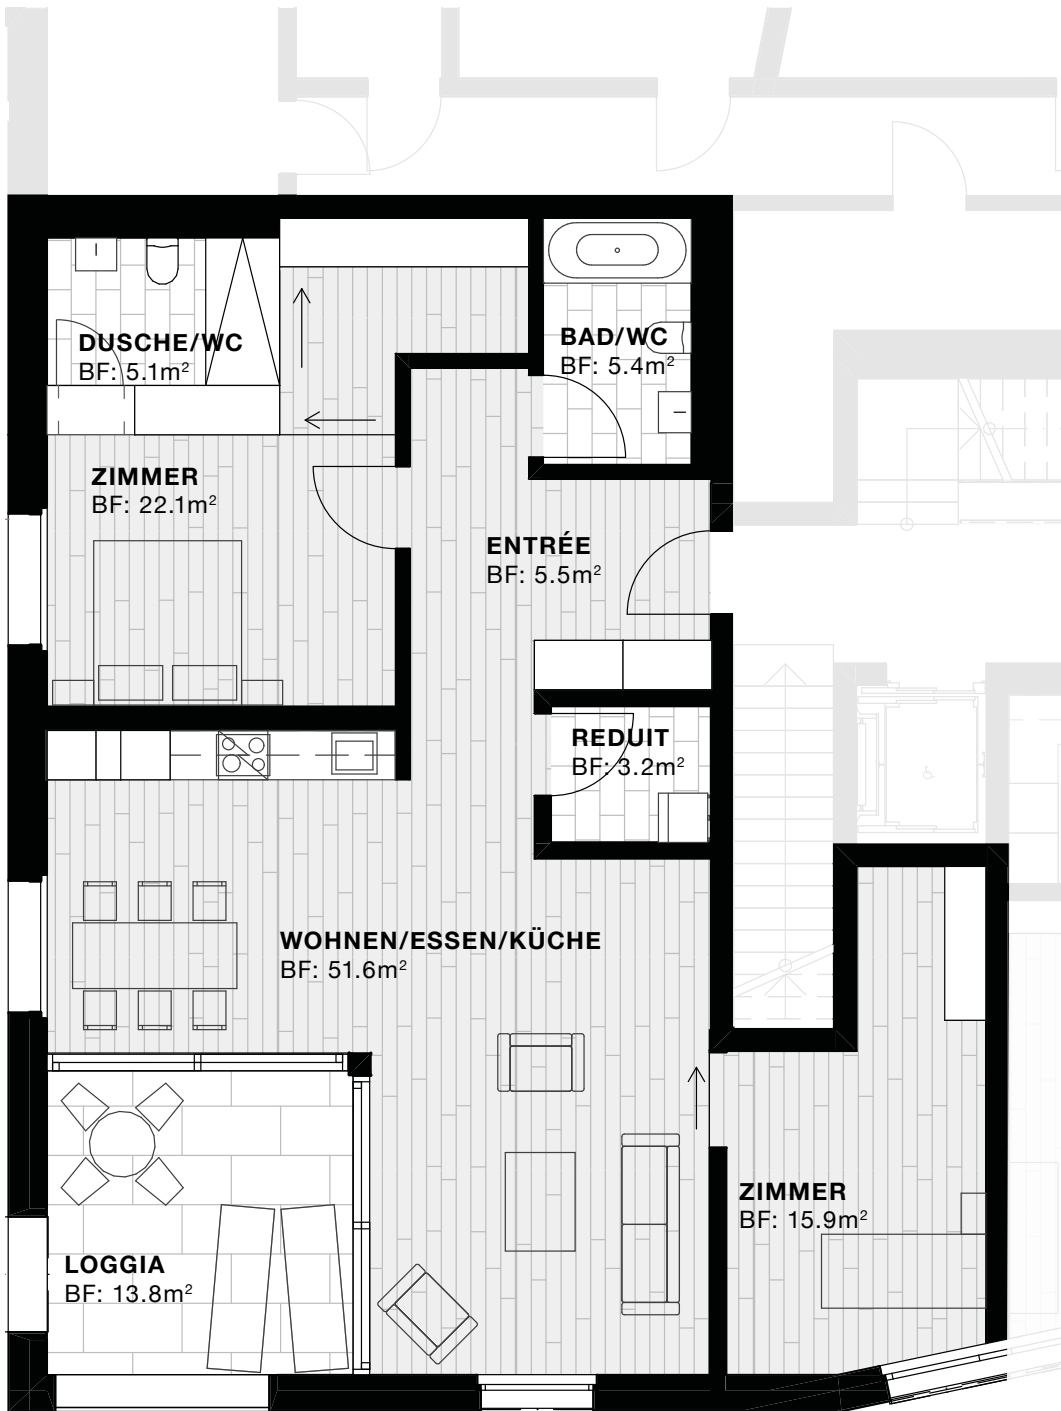 DUSCHE/WC
BF: 5.1m²
BAD/WC
BF: 5.4m²
ZIMMER
BF: 22.1m²
ENTRÉE
BF: 5.5m²
REDUIT
BF: 3.2m²
WOHNEN/ESSEN/KÜCHE
BF: 51.6m²
ZIMMER
BF: 15.9m²
LOGGIA
BF: 13.8m²